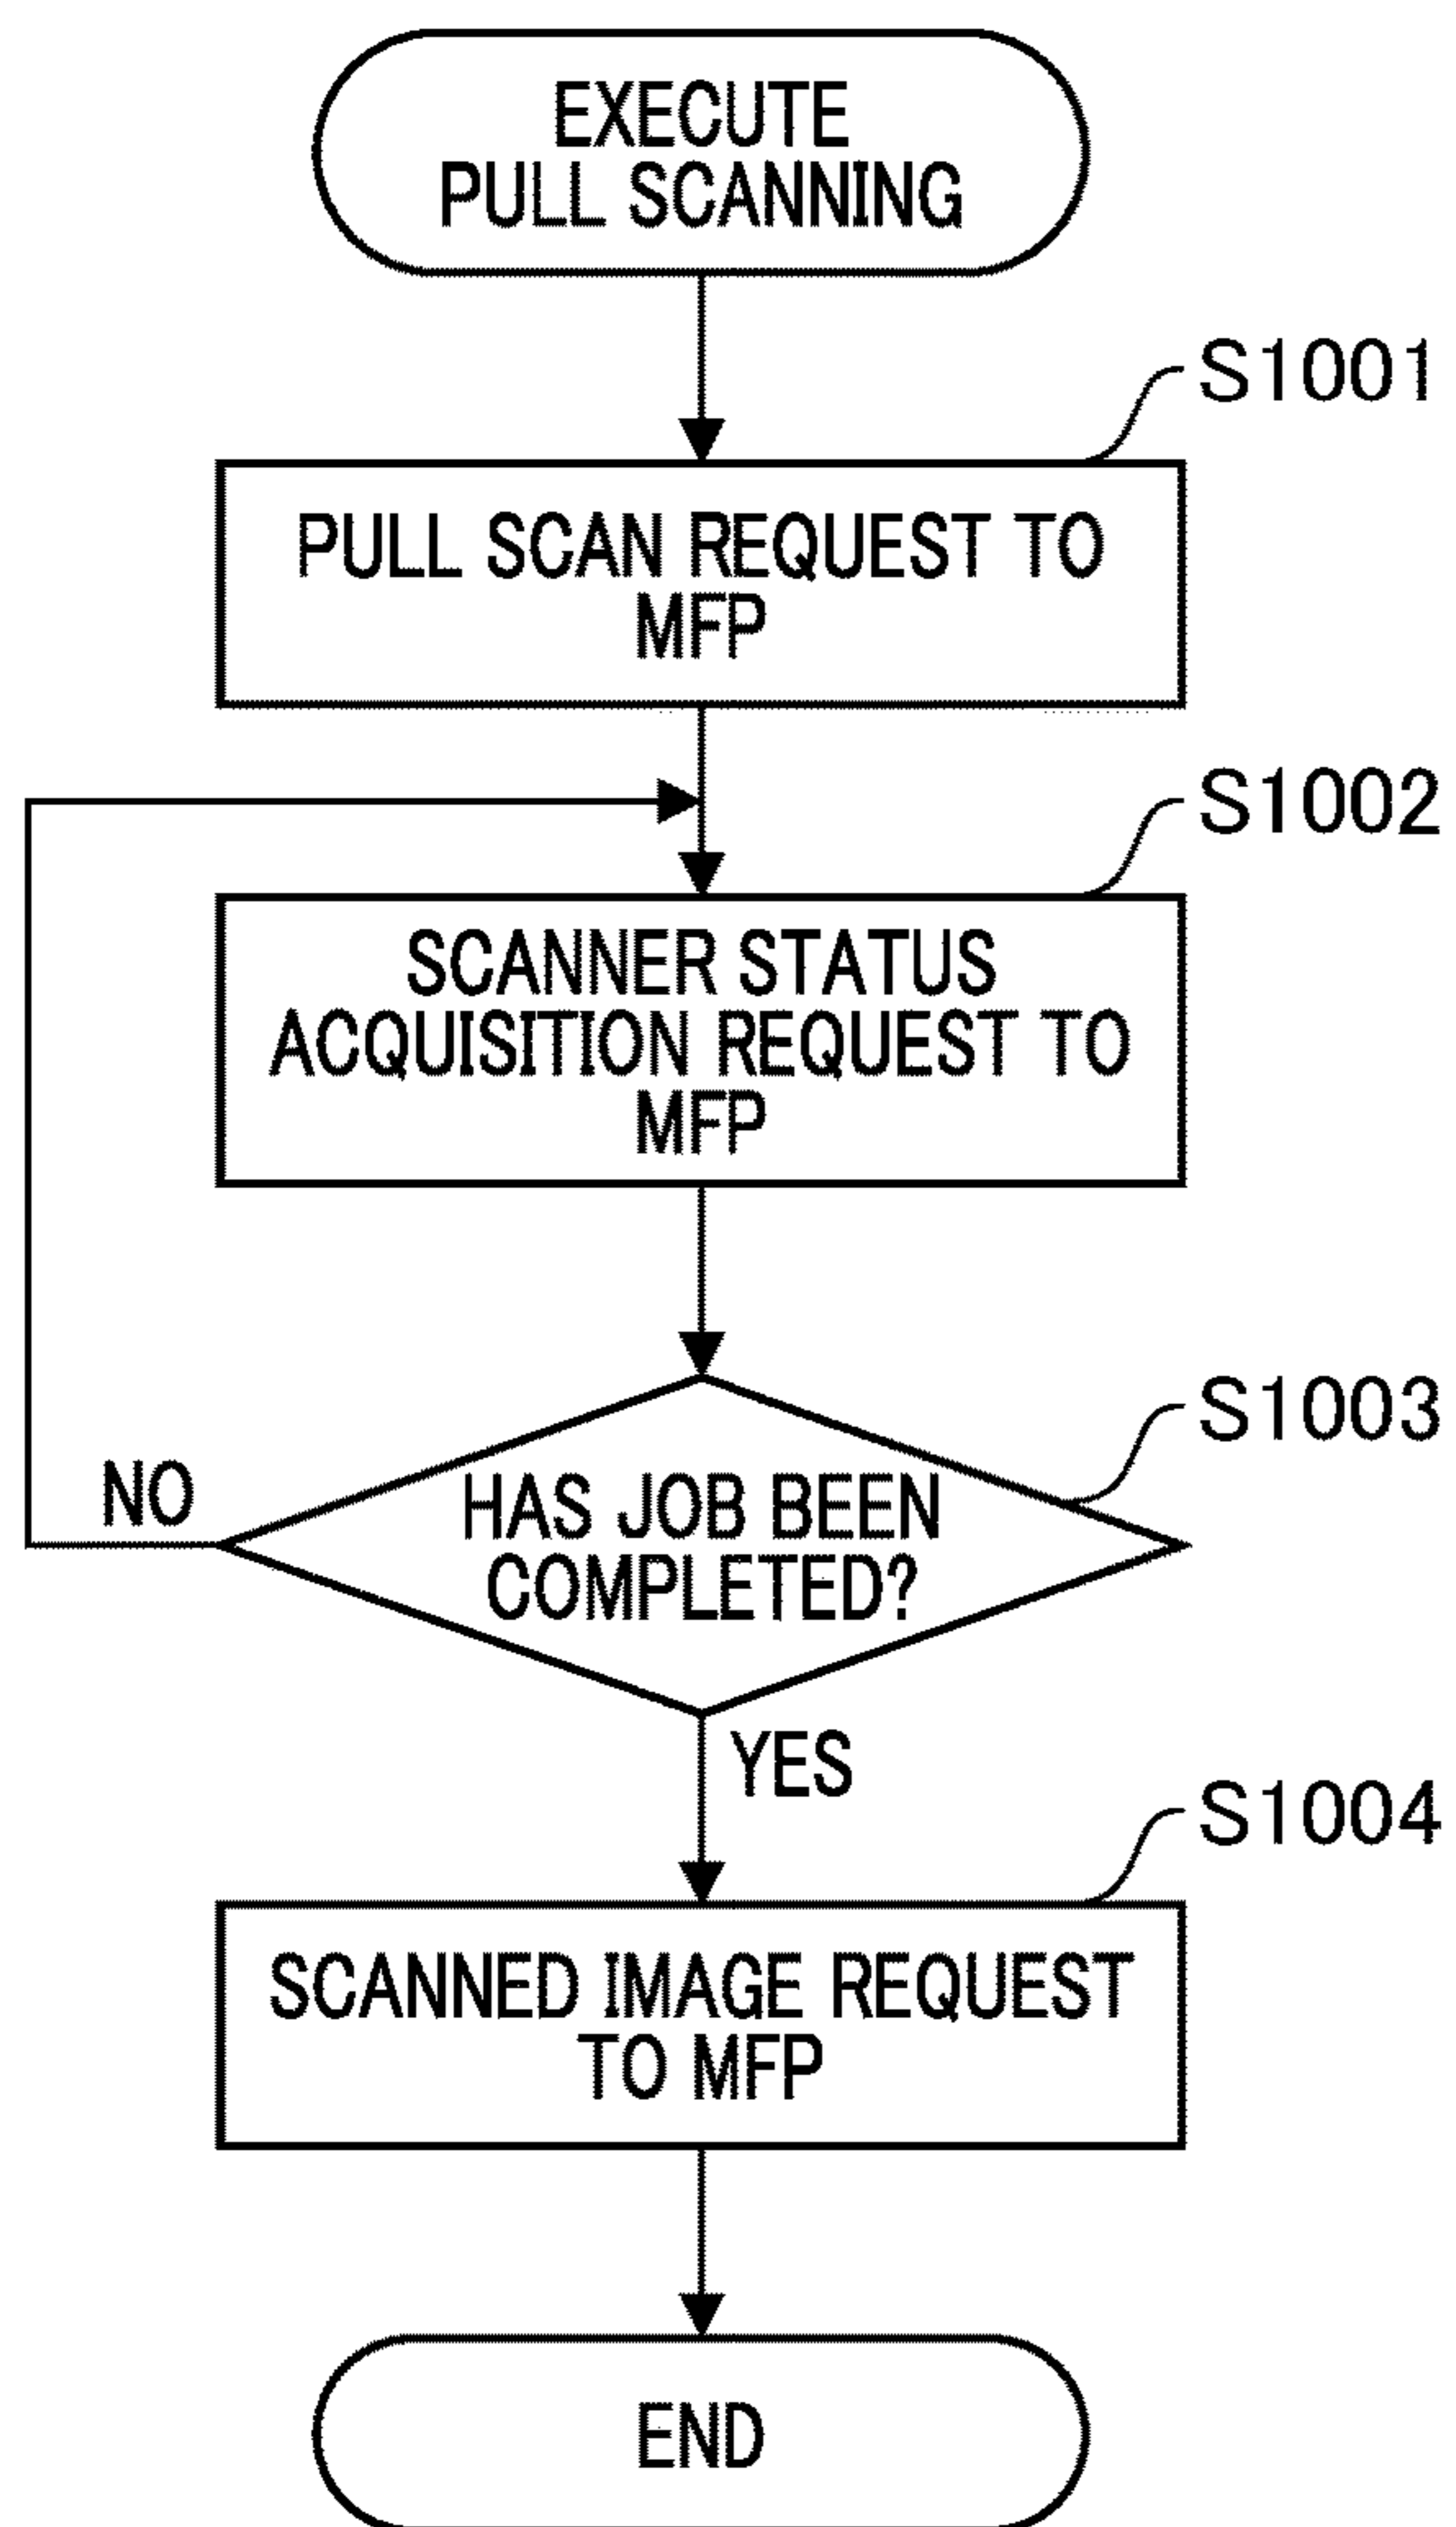 EXECUTE
PULL SCANNING
S1001
PULL SCAN REQUEST TO
MFP
S1002
SCANNER STATUS
ACQUISITION REQUEST TO
MFP
S1003
NO
HAS JOB BEEN
COMPLETED?
YES
S1004
SCANNED IMAGE REQUEST
TO MFP
END